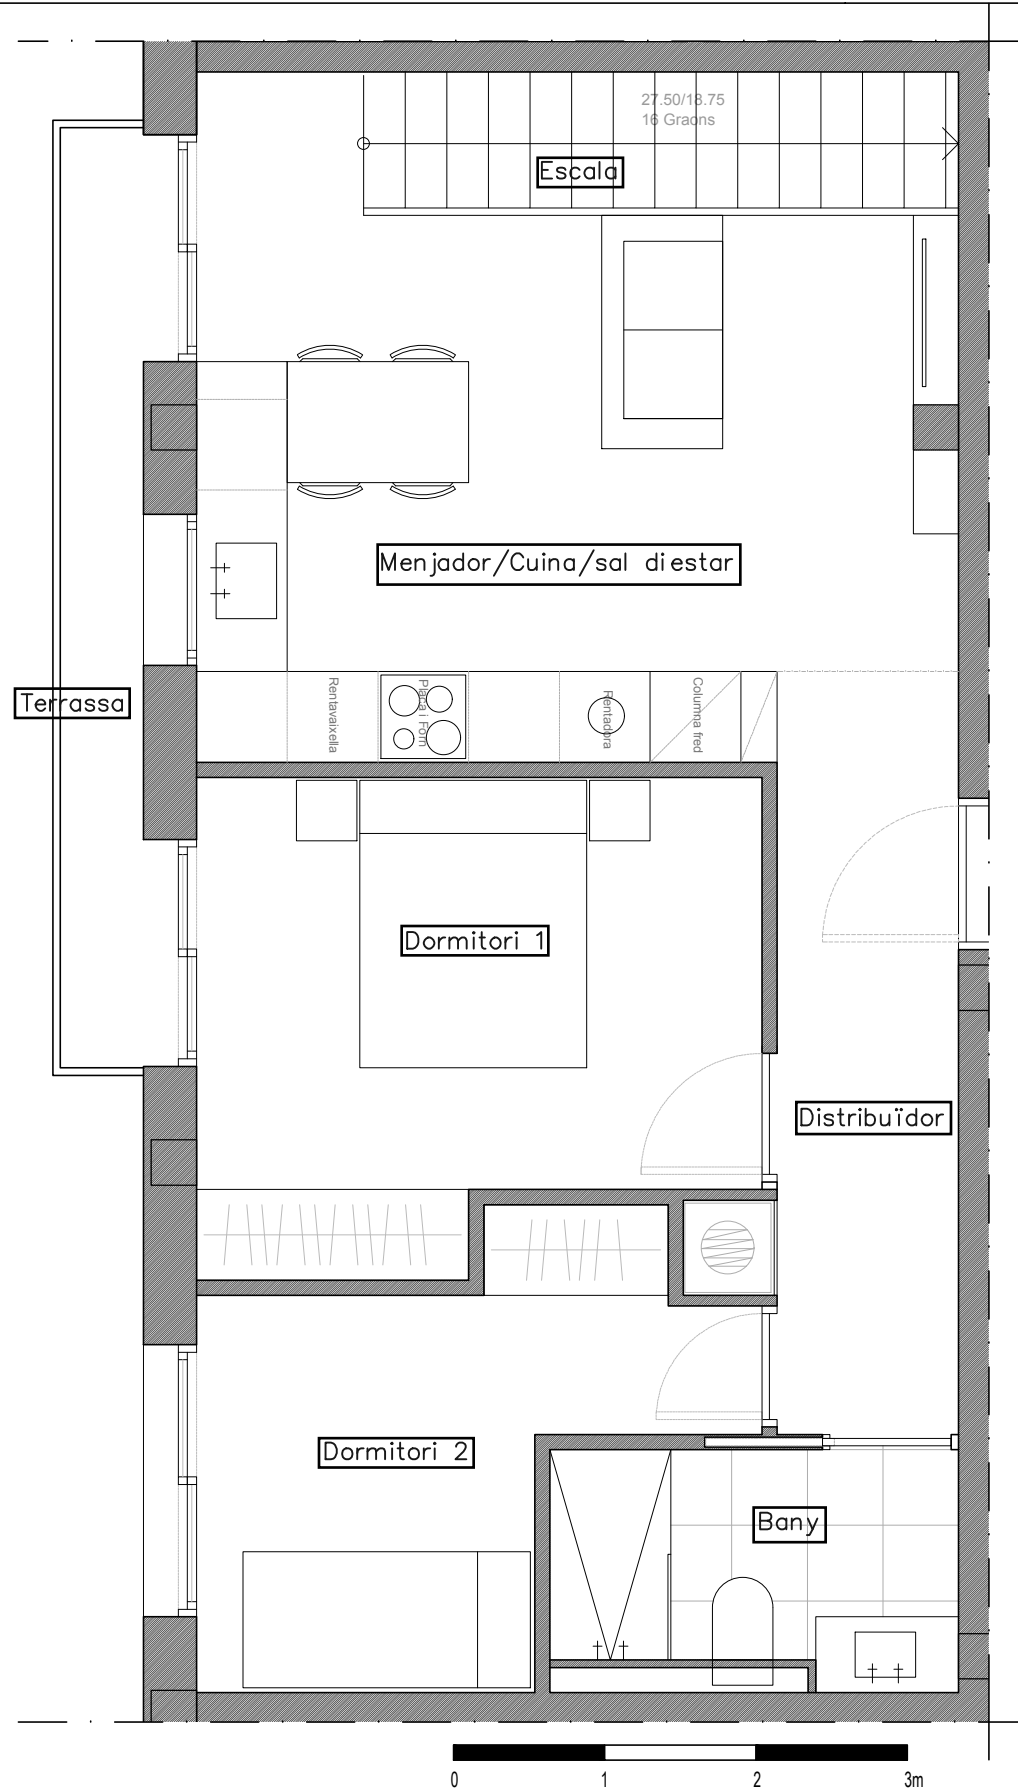 27.50/18.75
16 Graons
Escala
Menjador/Cuina/sal diestar
Terrassa
Rentavaixella
Placa i Forn
Rentadora
Columna fred
Dormitori 1
Distribuïdor
Dormitori 2
Bany
0 1 2 3m